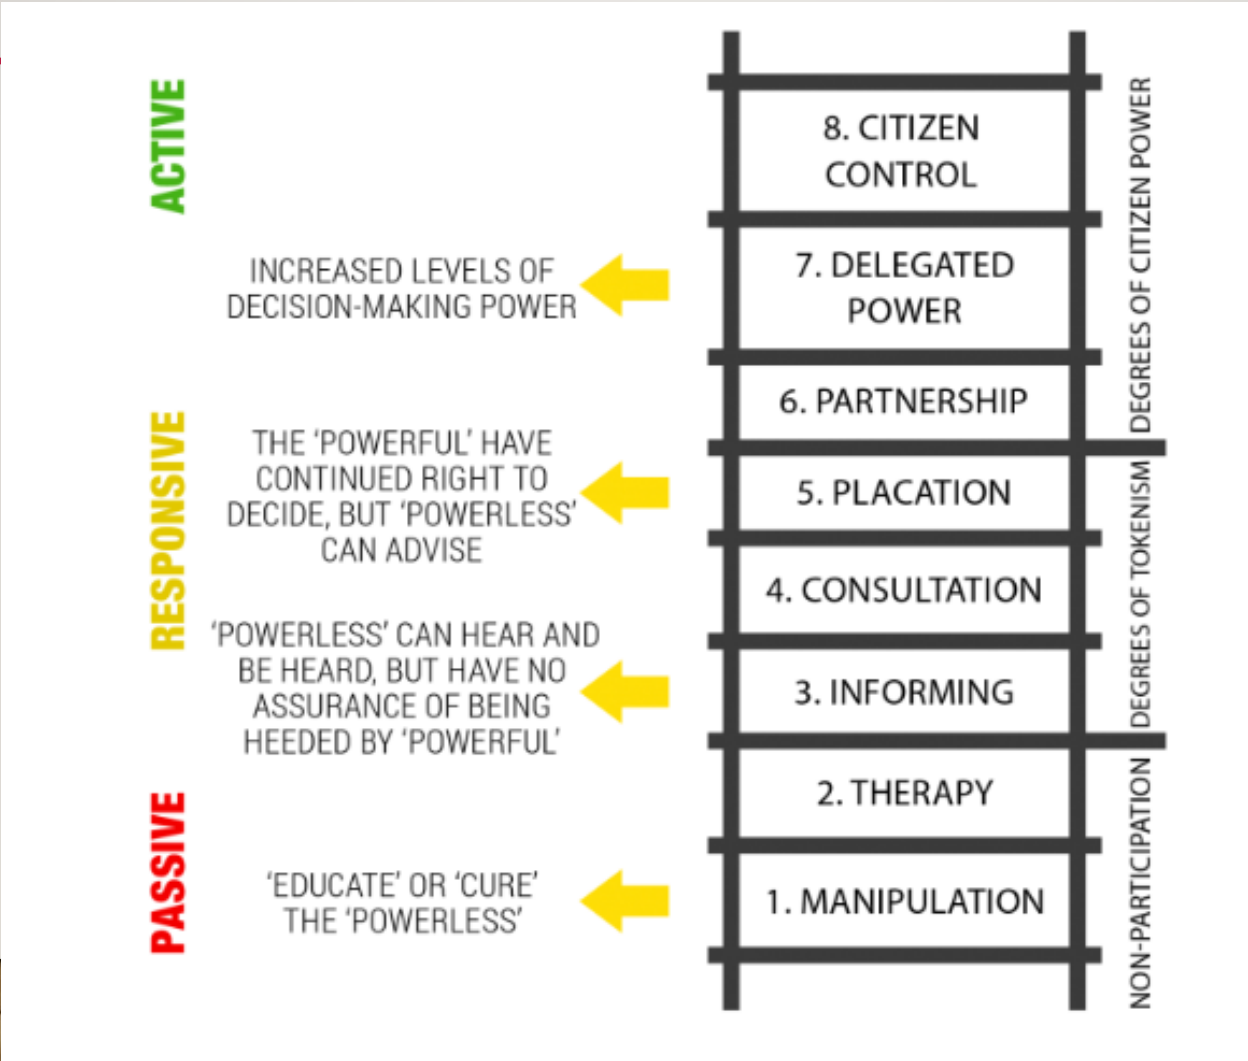 ACTIVE
8. CITIZEN
CONTROL
INCREASED LEVELS OF
DECISION-MAKING POWER
7. DELEGATED
POWER
6. PARTNERSHIP
DEGREES OF CITIZEN POWER
RESPONSIVE
THE ‘POWERFUL’ HAVE
CONTINUED RIGHT TO
DECIDE, BUT ‘POWERLESS’
CAN ADVISE
5. PLACATION
4. CONSULTATION
‘POWERLESS’ CAN HEAR AND
BE HEARD, BUT HAVE NO
ASSURANCE OF BEING
HEEDED BY ‘POWERFUL’
3. INFORMING
DEGREES OF TOKENISM
PASSIVE
2. THERAPY
‘EDUCATE’ OR ‘CURE’
THE ‘POWERLESS’
1. MANIPULATION
NON-PARTICIPATION